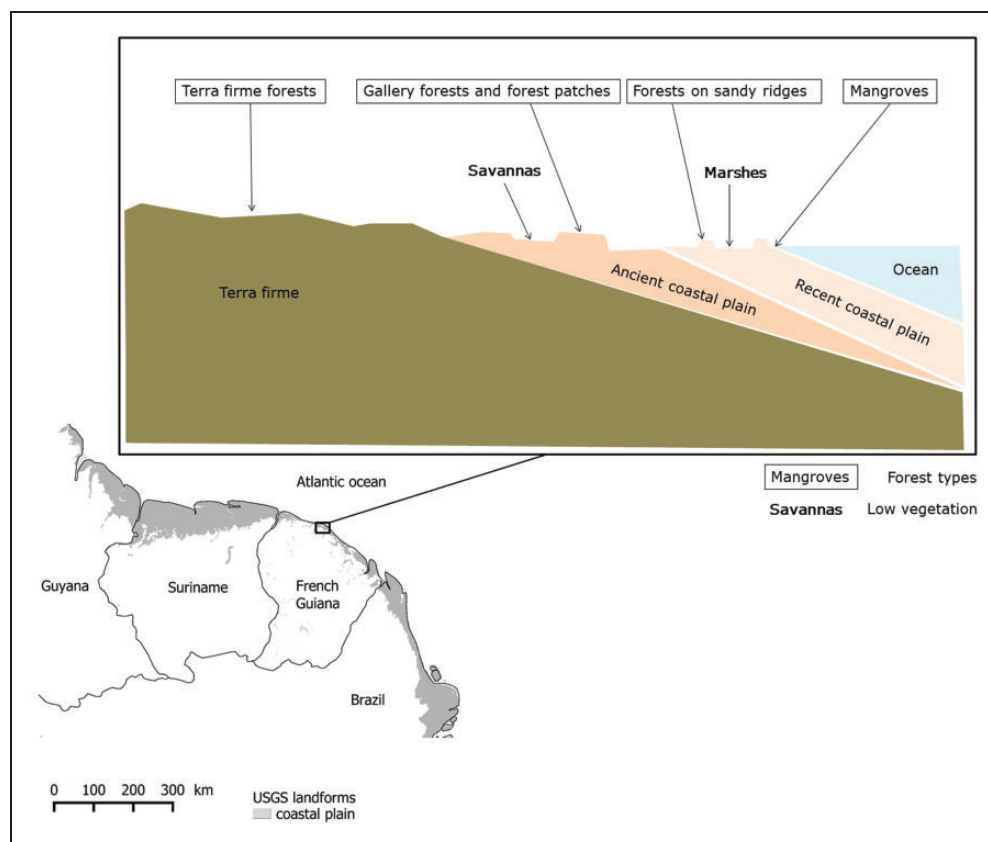 Terra firme forests
Gallery forests and forest patches
Forests on sandy ridges
Mangroves
Savannas
Marshes
Ocean
Terra firme
Ancient coastal plain
Recent coastal plain
Mangroves Forest types
Savannas Low vegetation
Atlantic ocean
Guyana
Suriname
French
Guiana
Brazil
0 100 200 300 km
USGS landforms
coastal plain